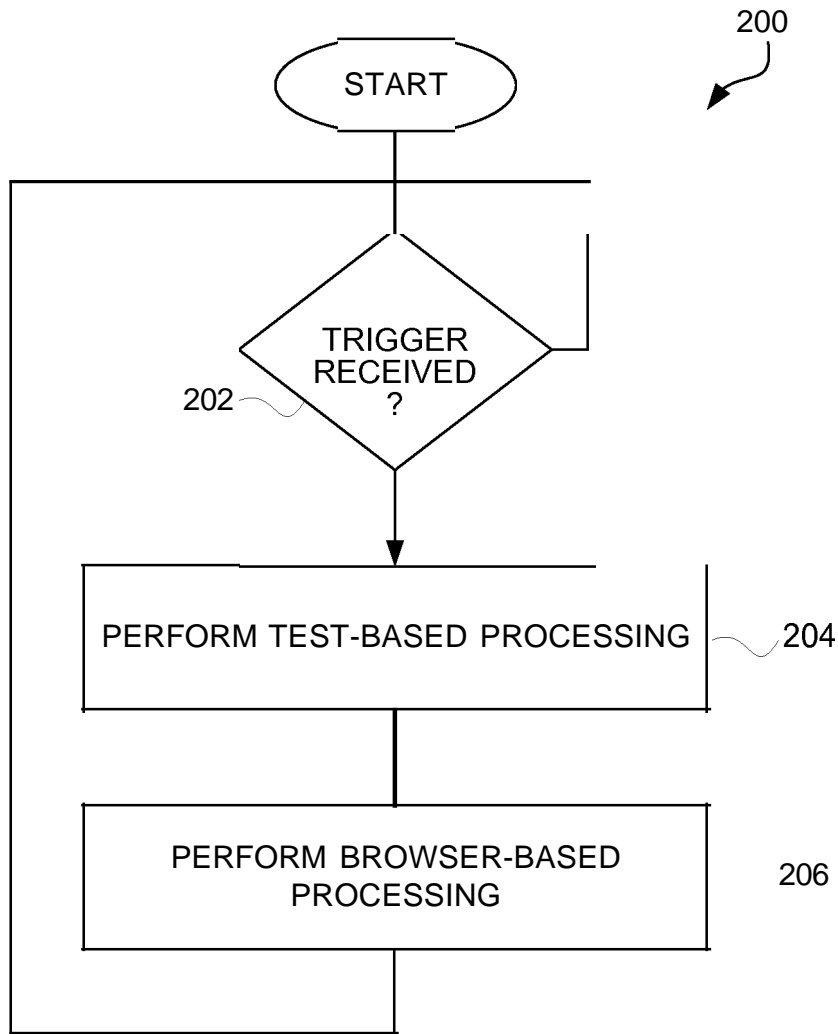 200
START
TRIGGER
RECEIVED
?
202
PERFORM TEST-BASED PROCESSING
204
PERFORM BROWSER-BASED
PROCESSING
206